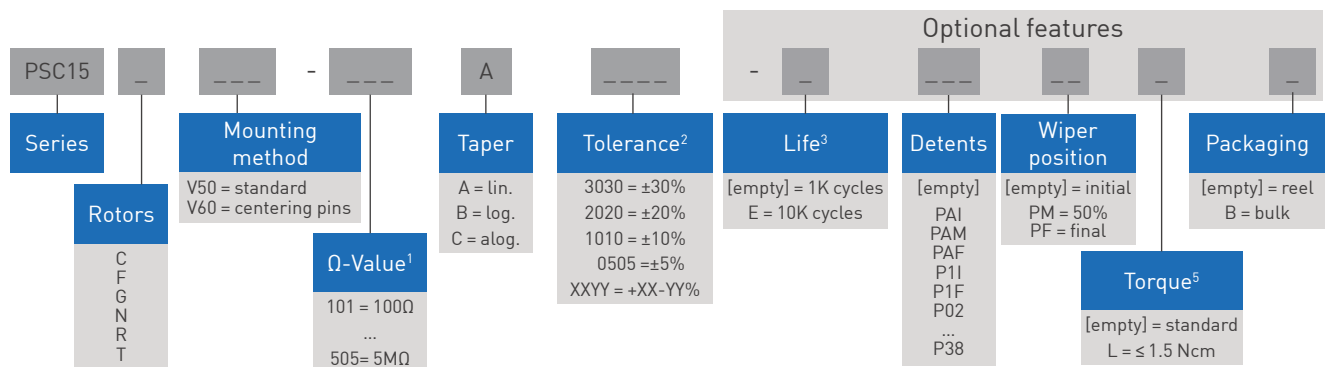 Optional features
PSC15 _ _ _ _ - _ _ _ A _ _ _ _ - _ _ _ _ _ _ _ _
Series
Rotors
C
F
G
N
R
T
Mounting
method
V50 = standard
V60 = centering pins
Ω-Value¹
101 = 100Ω
...
505= 5MΩ
Taper
A = lin.
B = log.
C = alog.
Tolerance²
3030 = ±30%
2020 = ±20%
1010 = ±10%
0505 =±5%
XXYY = +XX-YY%
Life³
[empty] = 1K cycles
E = 10K cycles
Detents
[empty]
PAI
PAM
PAF
P1I
P1F
P02
...
P38
Wiper
position
[empty] = initial
PM = 50%
PF = final
Torque⁵
[empty] = standard
L = ≤ 1.5 Ncm
Packaging
[empty] = reel
B = bulk